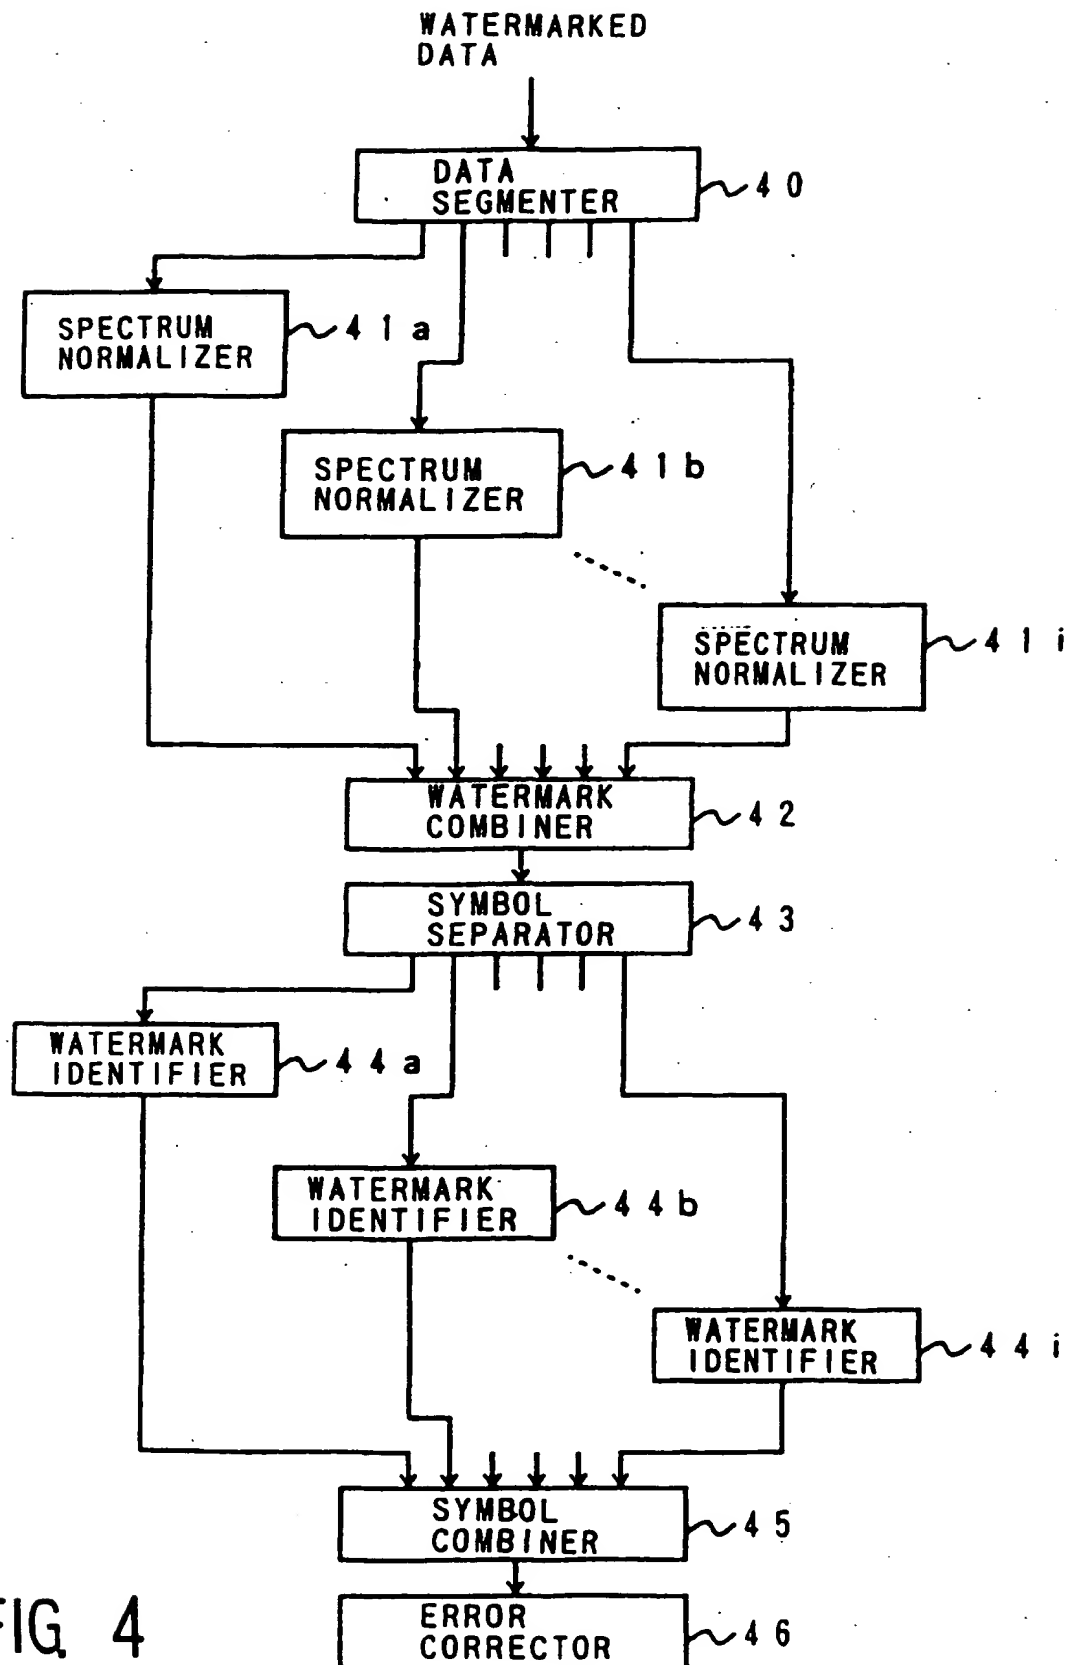 WATERMARKED
DATA
DATA
SEGMENTER
40
SPECTRUM
NORMALIZER
41a
SPECTRUM
NORMALIZER
41b
SPECTRUM
NORMALIZER
41i
WATERMARK
COMBINER
42
SYMBOL
SEPARATOR
43
WATERMARK
IDENTIFIER
44a
WATERMARK
IDENTIFIER
44b
WATERMARK
IDENTIFIER
44i
SYMBOL
COMBINER
45
ERROR
CORRECTOR
46
FIG. 4